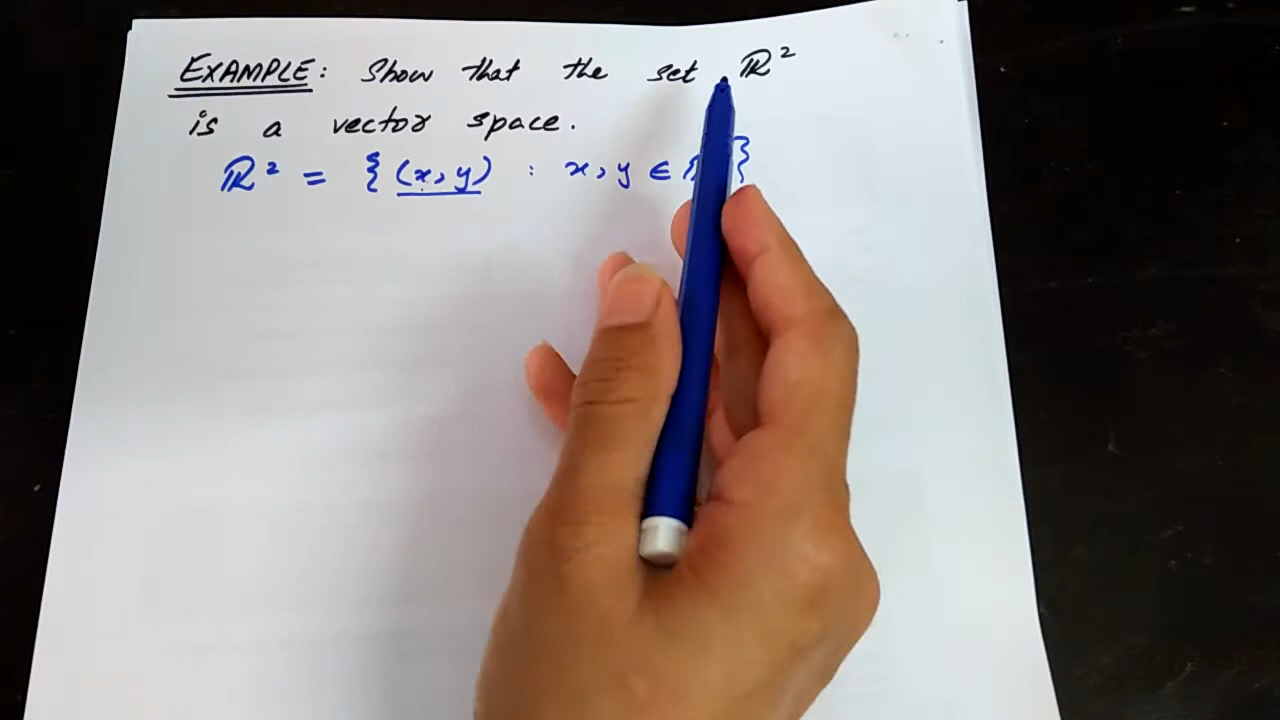 EXAMPLE: Show that the set ℝ²
is a vector space.
ℝ² = {(x, y) : x, y ∈ }